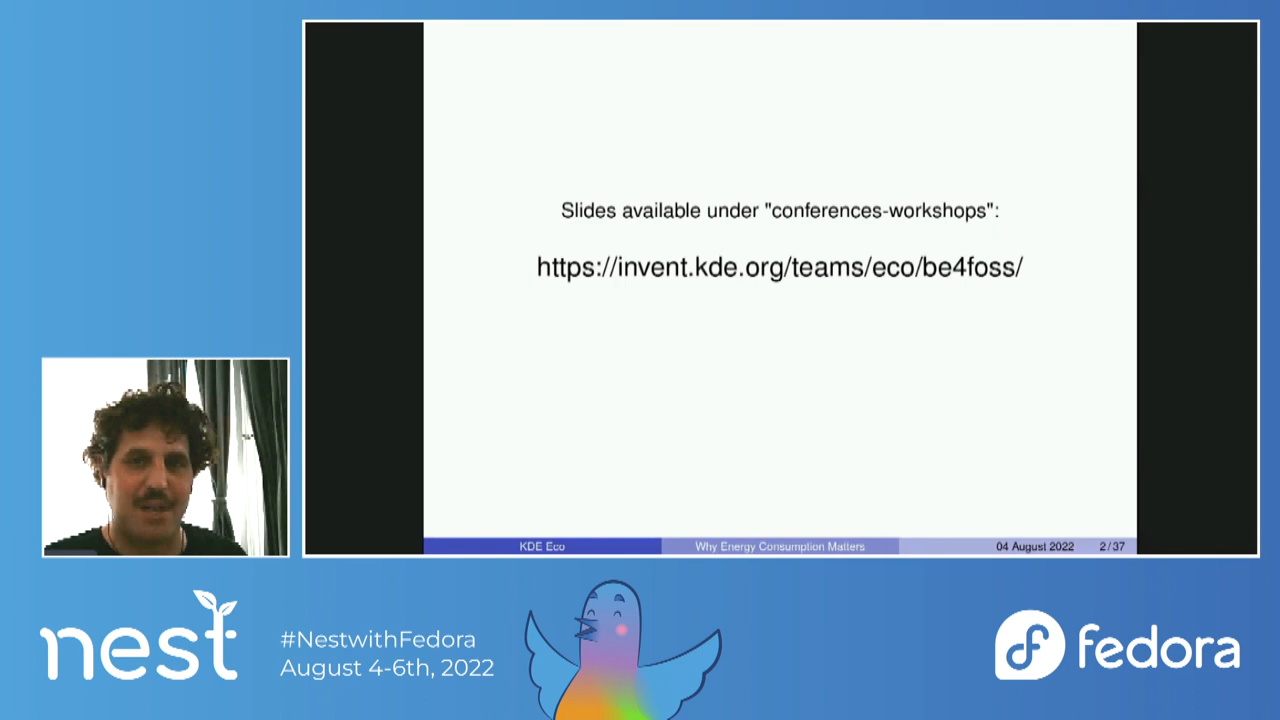 Slides available under "conferences-workshops":
https://invent.kde.org/teams/eco/be4foss/
KDE Eco
Why Energy Consumption Matters
04 August 2022
2 / 37
nest
#NestwithFedora
August 4-6th, 2022
fedora